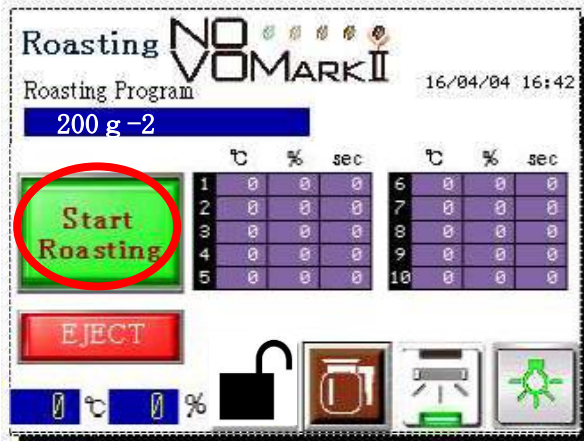 Roasting NOVO MARK II
Roasting Program
16/04/04 16:42
200 g -2
℃ % sec ℃ % sec
1 0 0 0 6 0 0 0
2 0 0 0 7 0 0 0
3 0 0 0 8 0 0 0
4 0 0 0 9 0 0 0
5 0 0 0 10 0 0 0
Start
Roasting
EJECT
0 ℃ 0 %